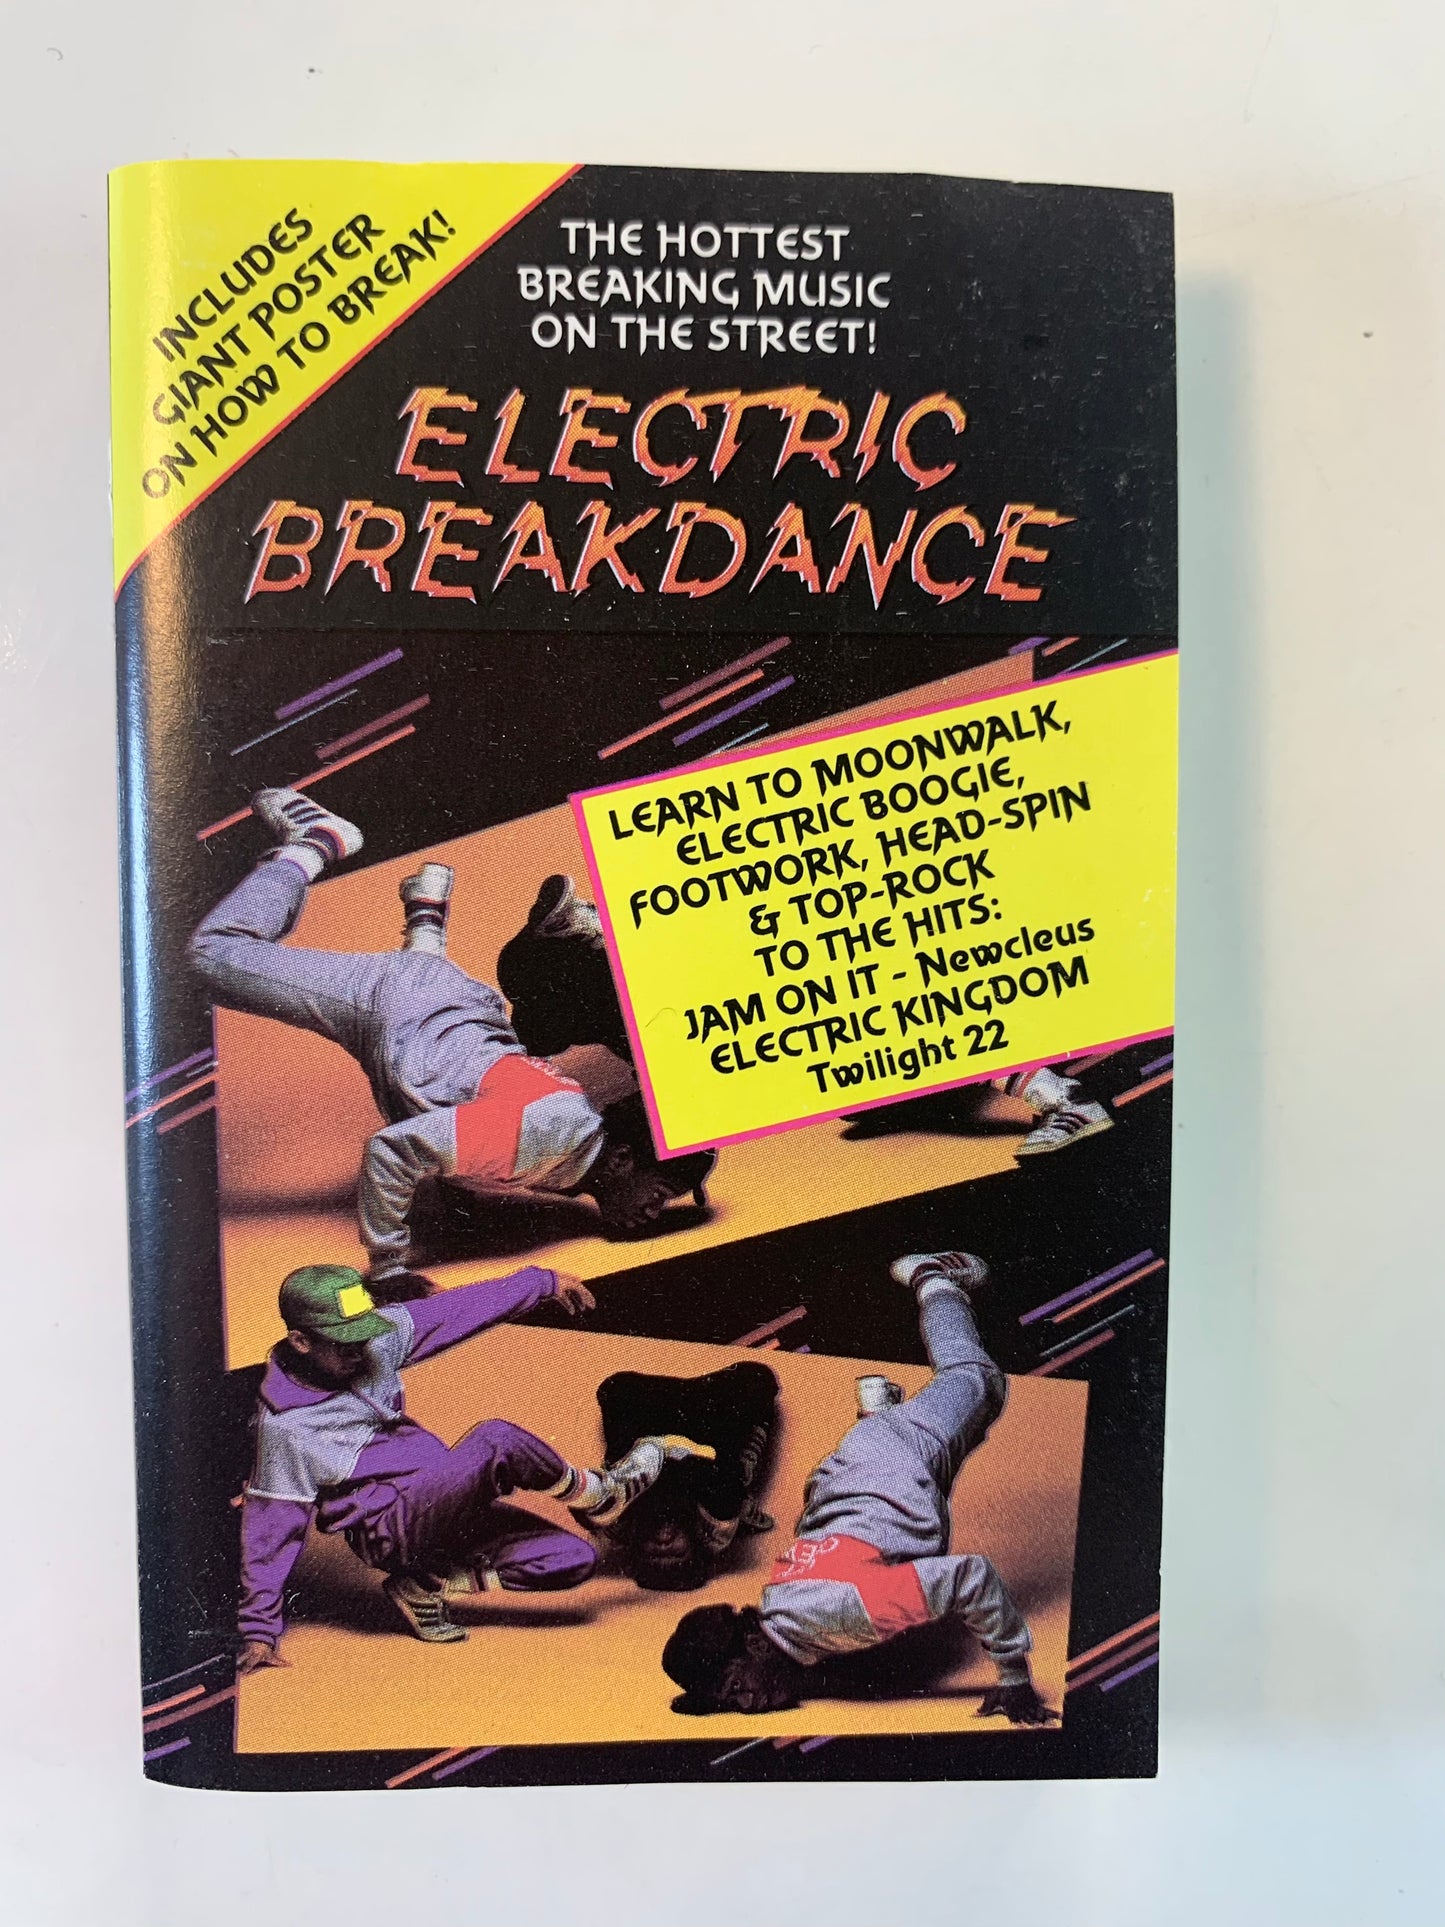 INCLUDES
GIANT POSTER
ON HOW TO BREAK!
THE HOTTEST
BREAKING MUSIC
ON THE STREET!
ELECTRIC
BREAKDANCE
LEARN TO MOONWALK,
ELECTRIC BOOGIE,
FOOTWORK, HEAD-SPIN
& TOP-ROCK
TO THE HITS:
JAM ON IT - Newcleus
ELECTRIC KINGDOM
Twilight 22